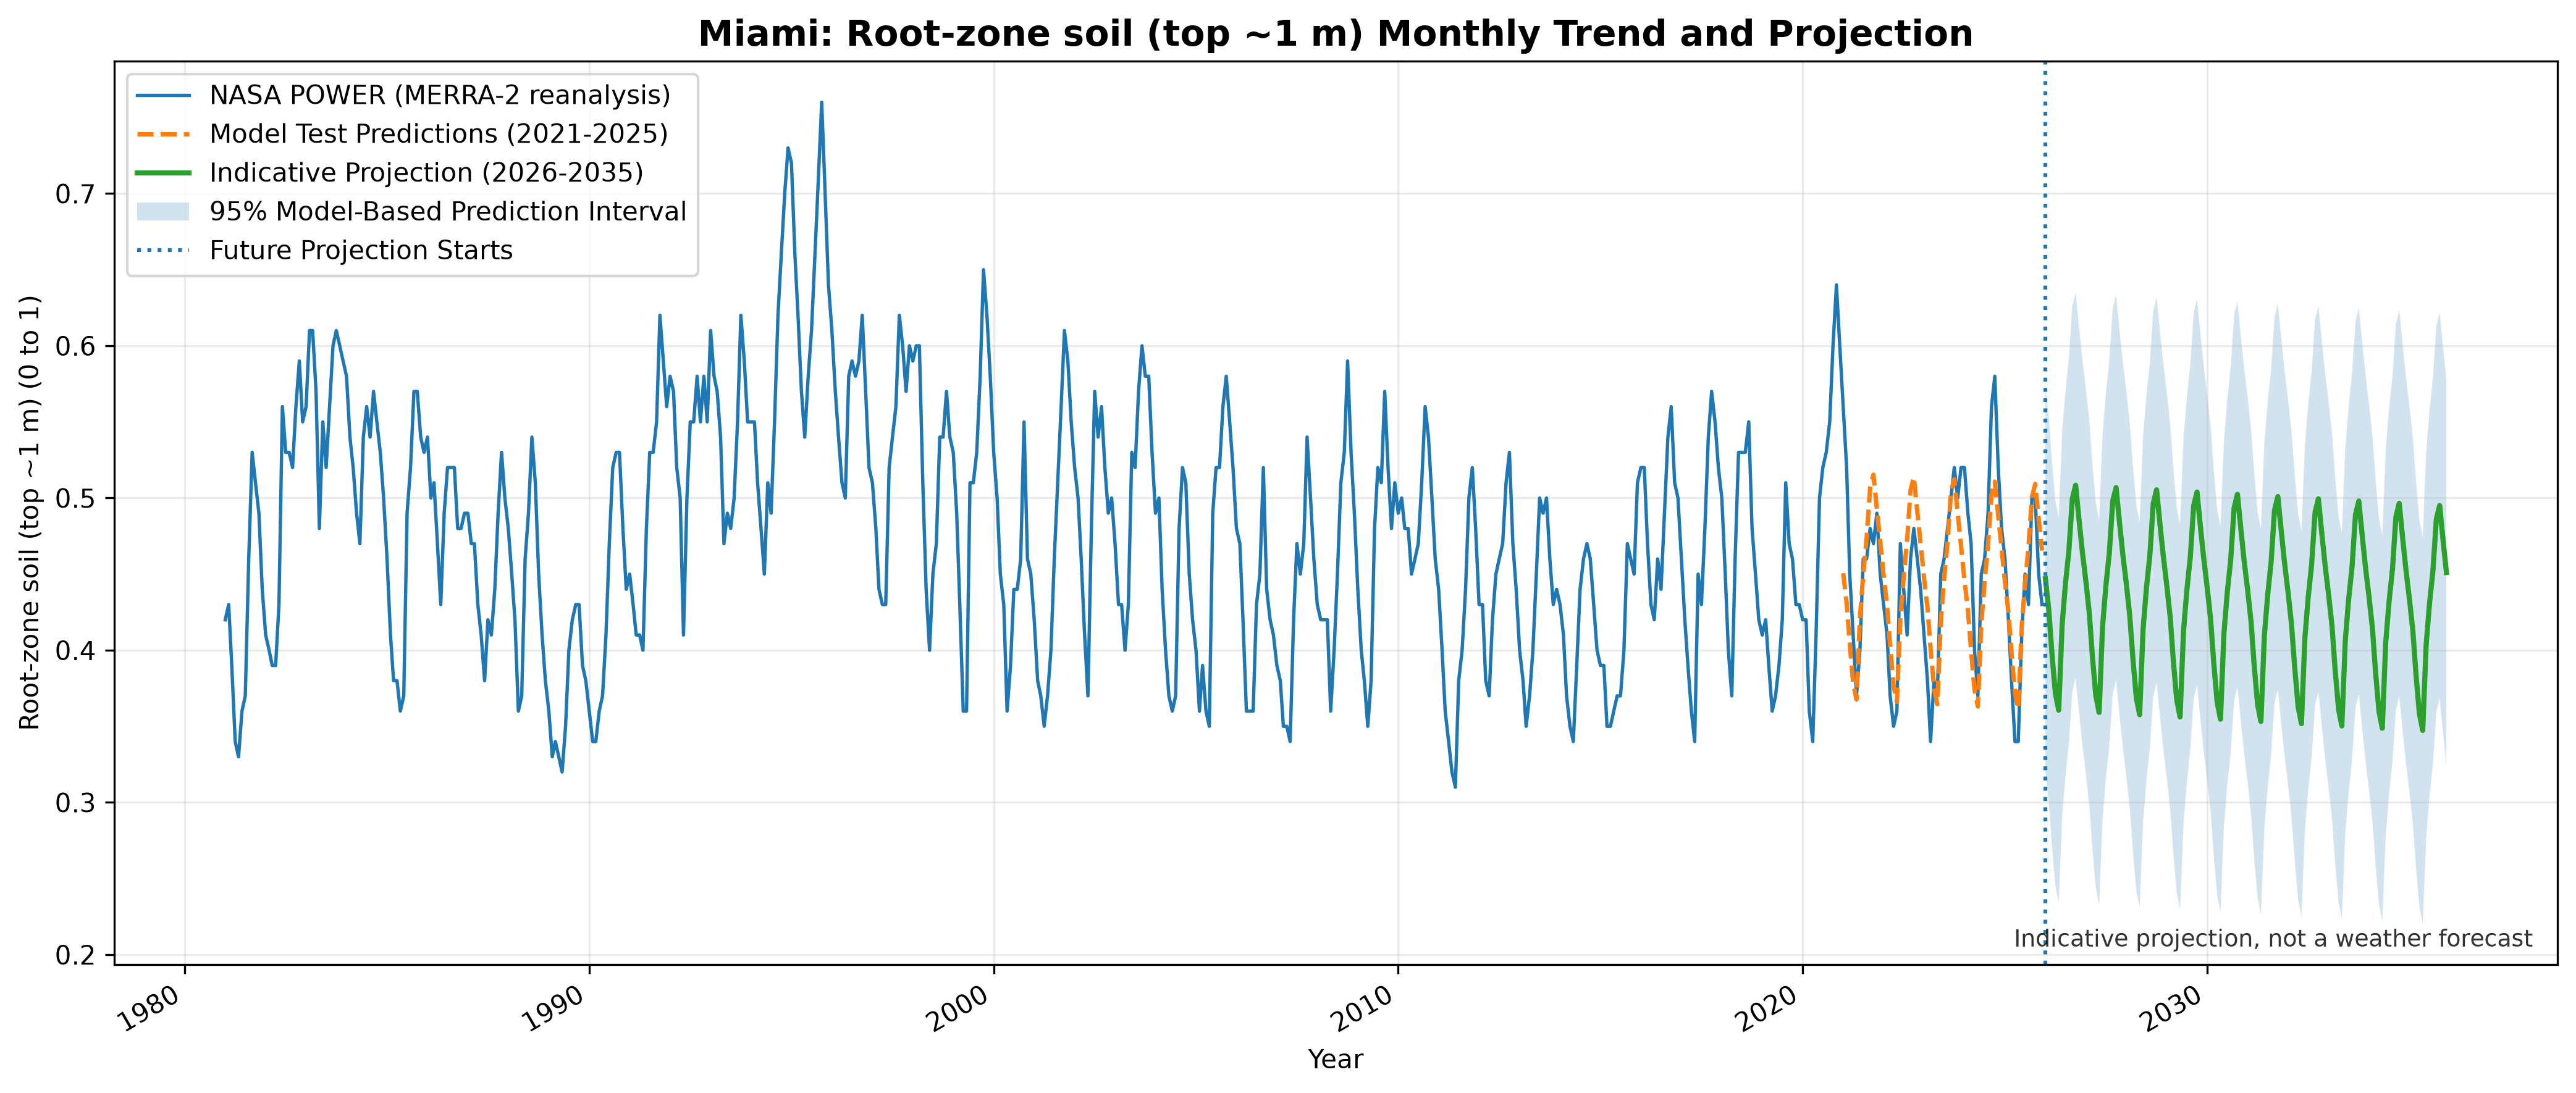 Miami: Root-zone soil (top ~1 m) Monthly Trend and Projection
NASA POWER (MERRA-2 reanalysis)
Model Test Predictions (2021-2025)
Indicative Projection (2026-2035)
95% Model-Based Prediction Interval
Future Projection Starts
Root-zone soil (top ~1 m) (0 to 1)
0.7
0.6
0.5
0.4
0.3
0.2
Indicative projection, not a weather forecast
1980
1990
2000
2010
2020
2030
Year